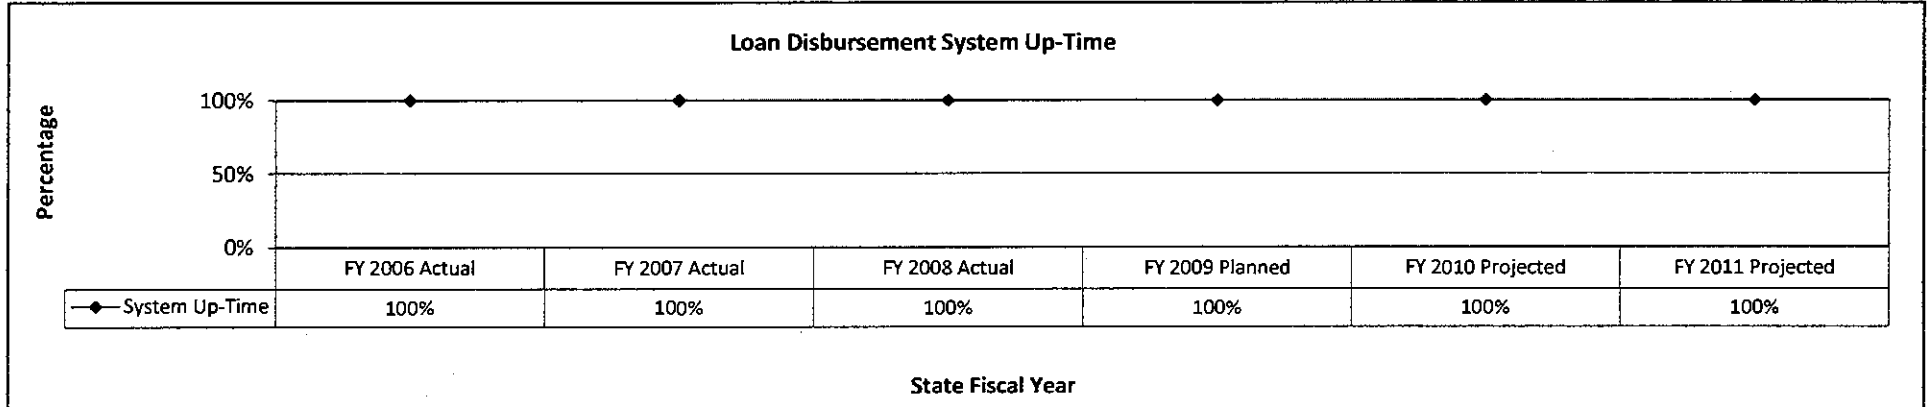 Loan Disbursement System Up-Time
Percentage
100%
50%
0%
FY 2006 Actual FY 2007 Actual FY 2008 Actual FY 2009 Planned FY 2010 Projected FY 2011 Projected
System Up-Time 100% 100% 100% 100% 100% 100%
State Fiscal Year